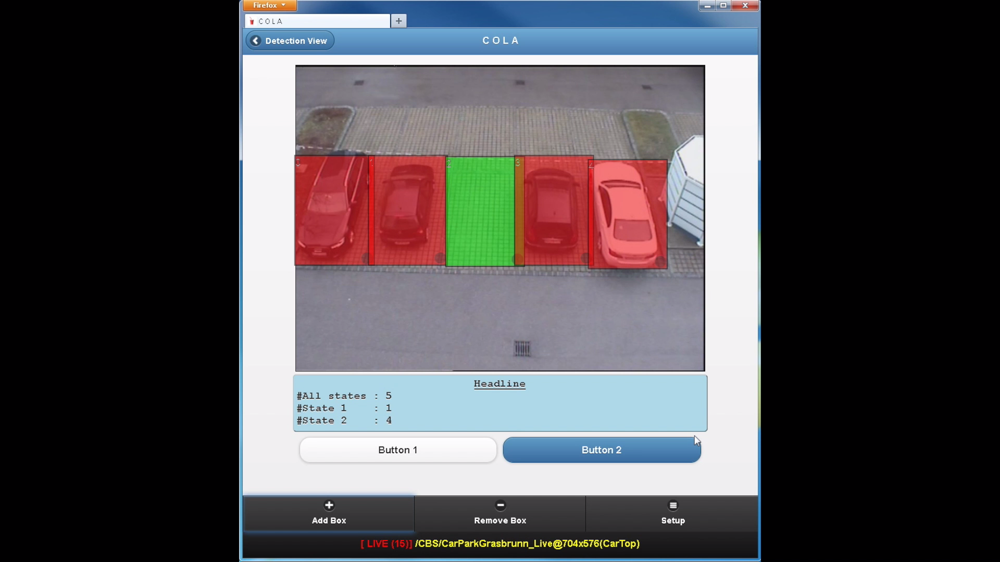 Firefox
COLA
Detection View
COLA
0
1
2
3
4
Headline
#All states : 5
#State 1 : 1
#State 2 : 4
Button 1
Button 2
Add Box
Remove Box
Setup
[ LIVE (15)] /CBS/CarParkGrasbrunn_Live@704x576(CarTop)